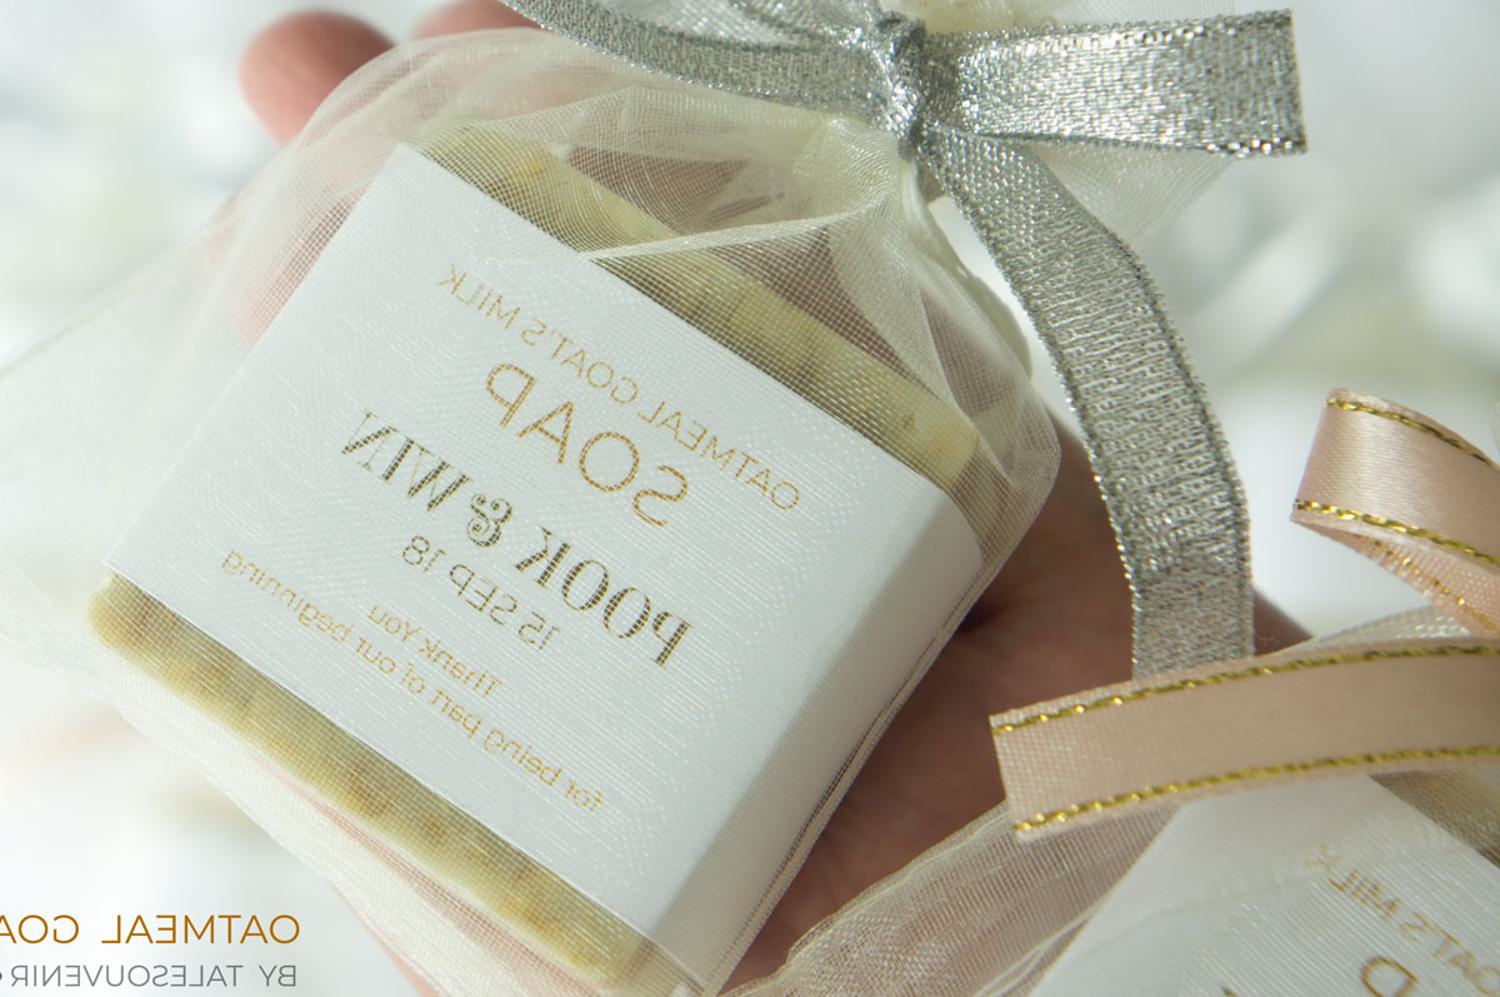 OATMEAL GOAT'S MILK
SOAP
POOK & WIN
15 SEP 18
Thank You
for being part of our beginning
OATMEAL GOA
BY TALESOUVENIR
T'S MILK
P